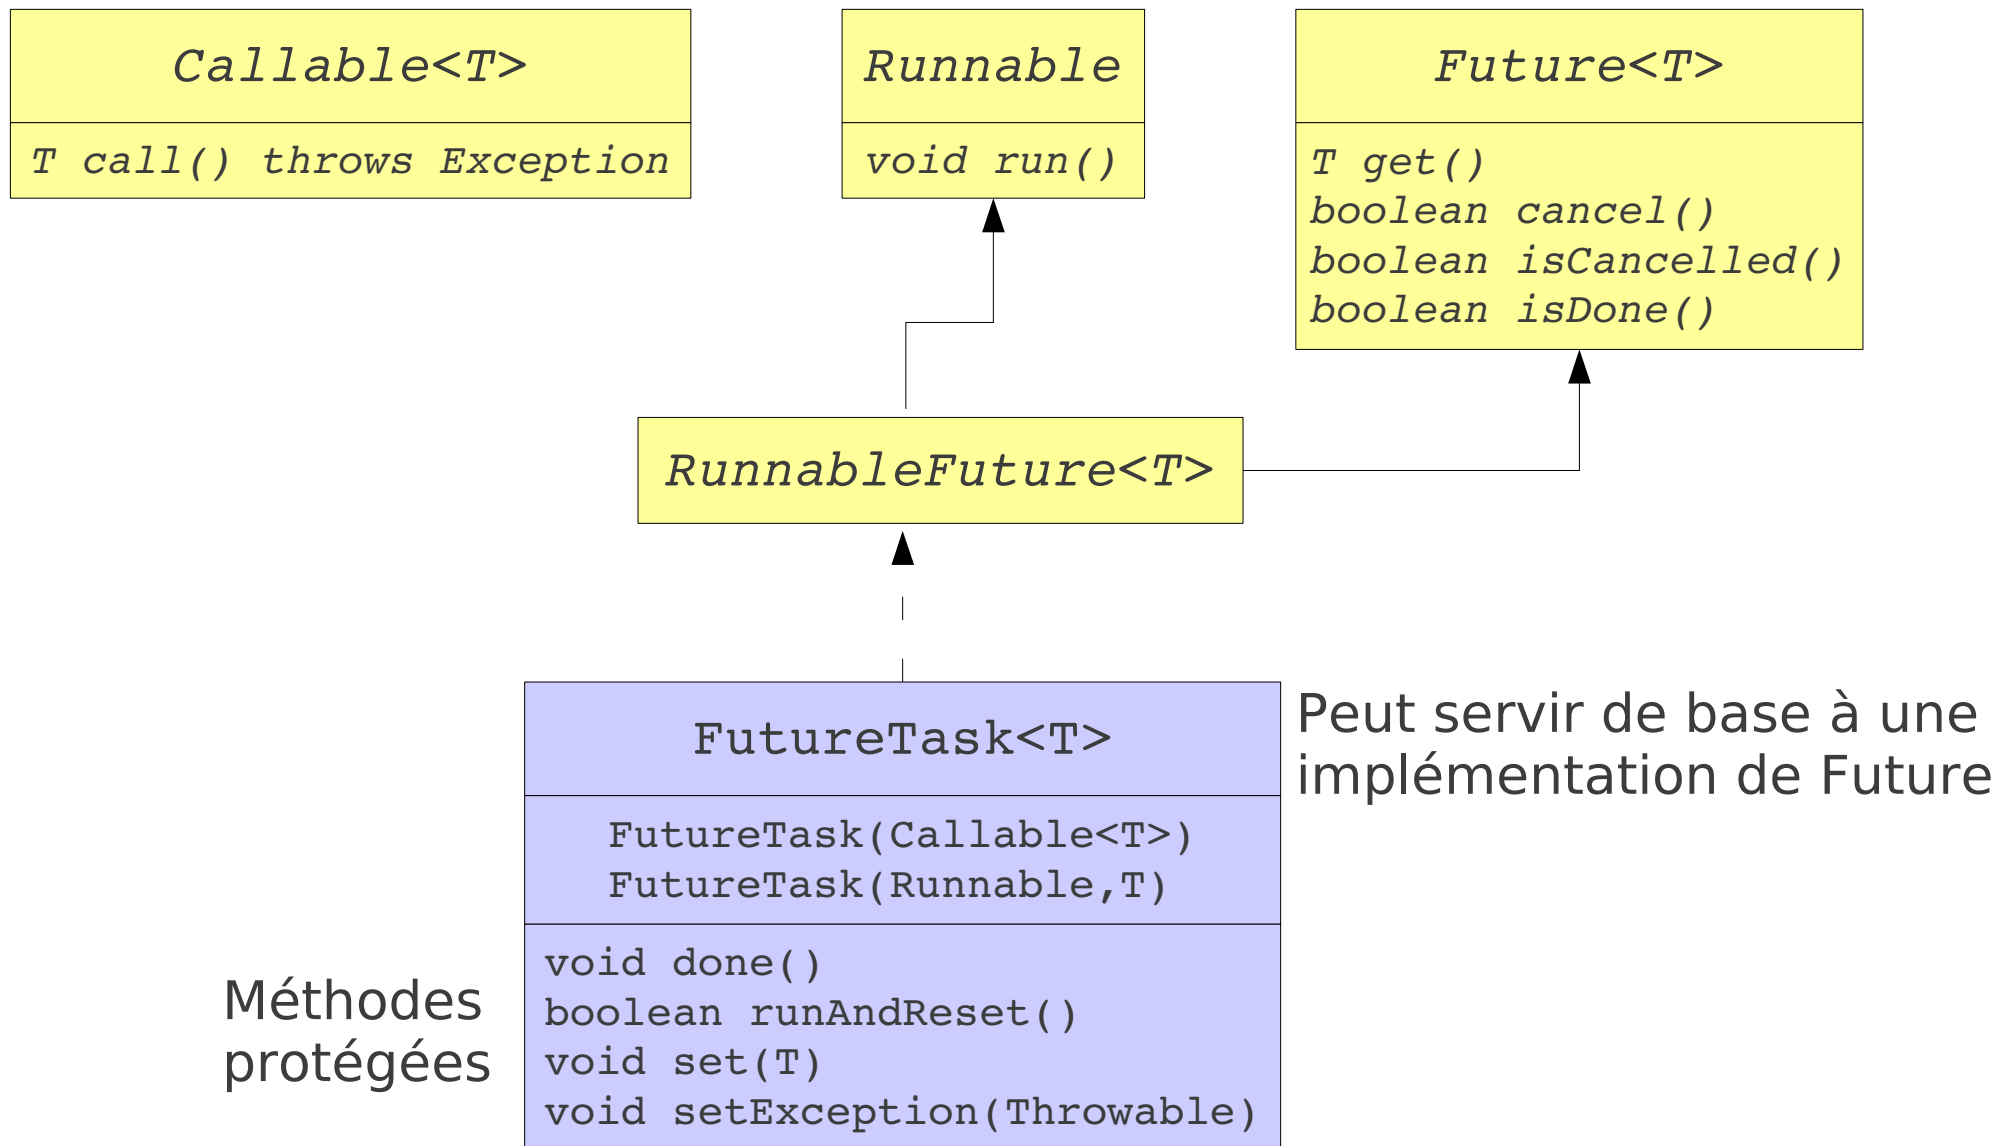 Callable<T>
T call() throws Exception
Runnable
void run()
Future<T>
T get()
boolean cancel()
boolean isCancelled()
boolean isDone()
RunnableFuture<T>
FutureTask<T>
FutureTask(Callable<T>)
FutureTask(Runnable,T)
void done()
boolean runAndReset()
void set(T)
void setException(Throwable)
Peut servir de base à une
implémentation de Future
Méthodes
protégées